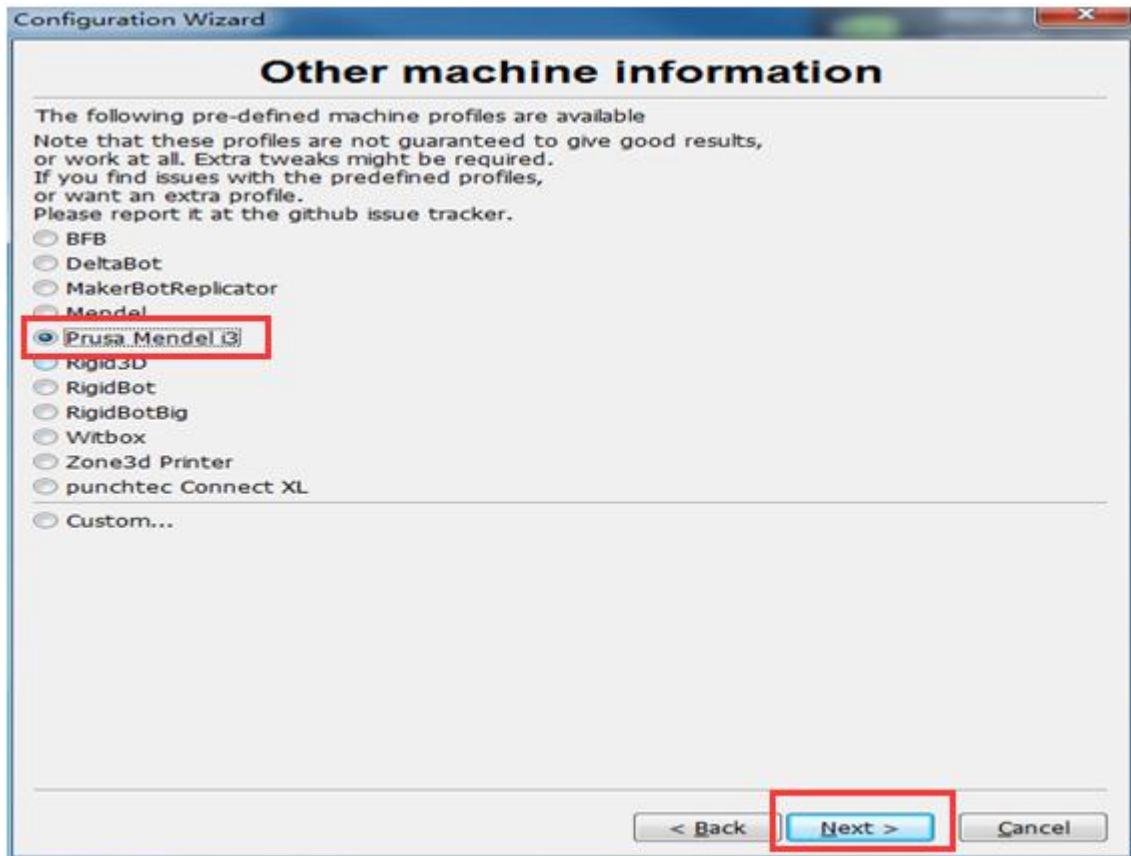 Configuration Wizard
Other machine information
The following pre-defined machine profiles are available
Note that these profiles are not guaranteed to give good results,
or work at all. Extra tweaks might be required.
If you find issues with the predefined profiles,
or want an extra profile.
Please report it at the github issue tracker.
BFB
DeltaBot
MakerBotReplicator
Mendel
Prusa Mendel i3
Rigid3D
RigidBot
RigidBotBig
Witbox
Zone3d Printer
punchtec Connect XL
Custom...
< Back Next > Cancel